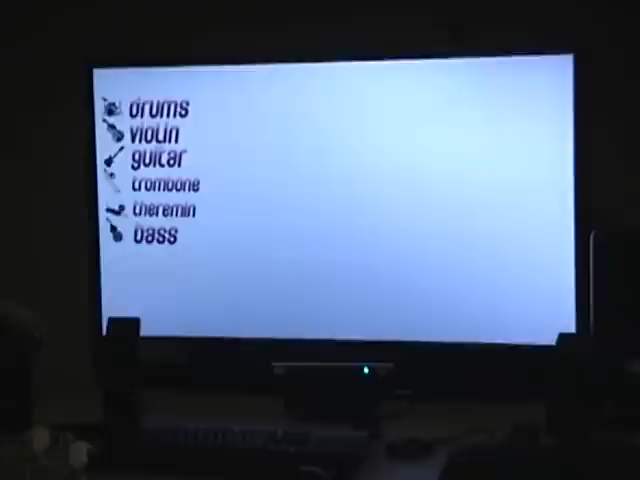 drums
violin
guitar
trombone
theremin
bass